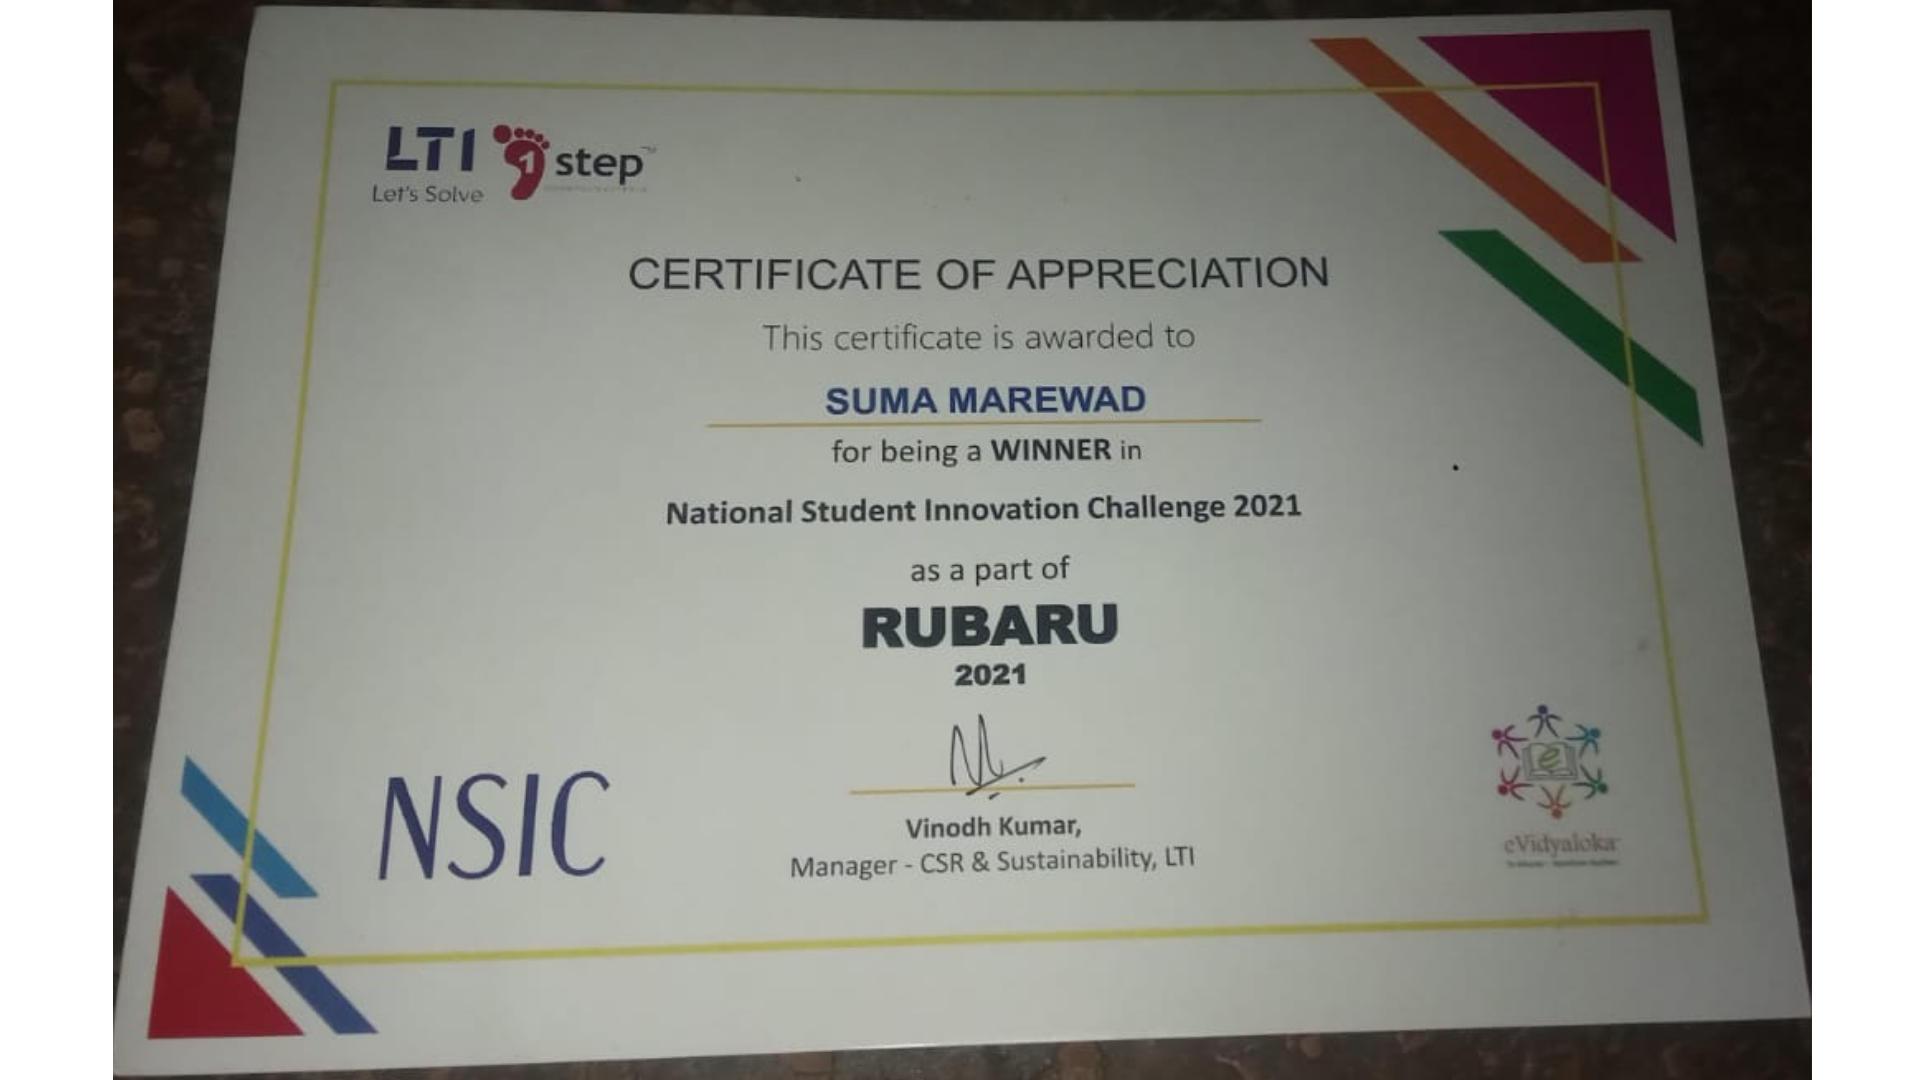 LTI
Let's Solve
1 step™
CERTIFICATE OF APPRECIATION
This certificate is awarded to
SUMA MAREWAD
for being a WINNER in
National Student Innovation Challenge 2021
as a part of
RUBARU
2021
NSIC
Vinodh Kumar,
Manager - CSR & Sustainability, LTI
e
eVidyaloka